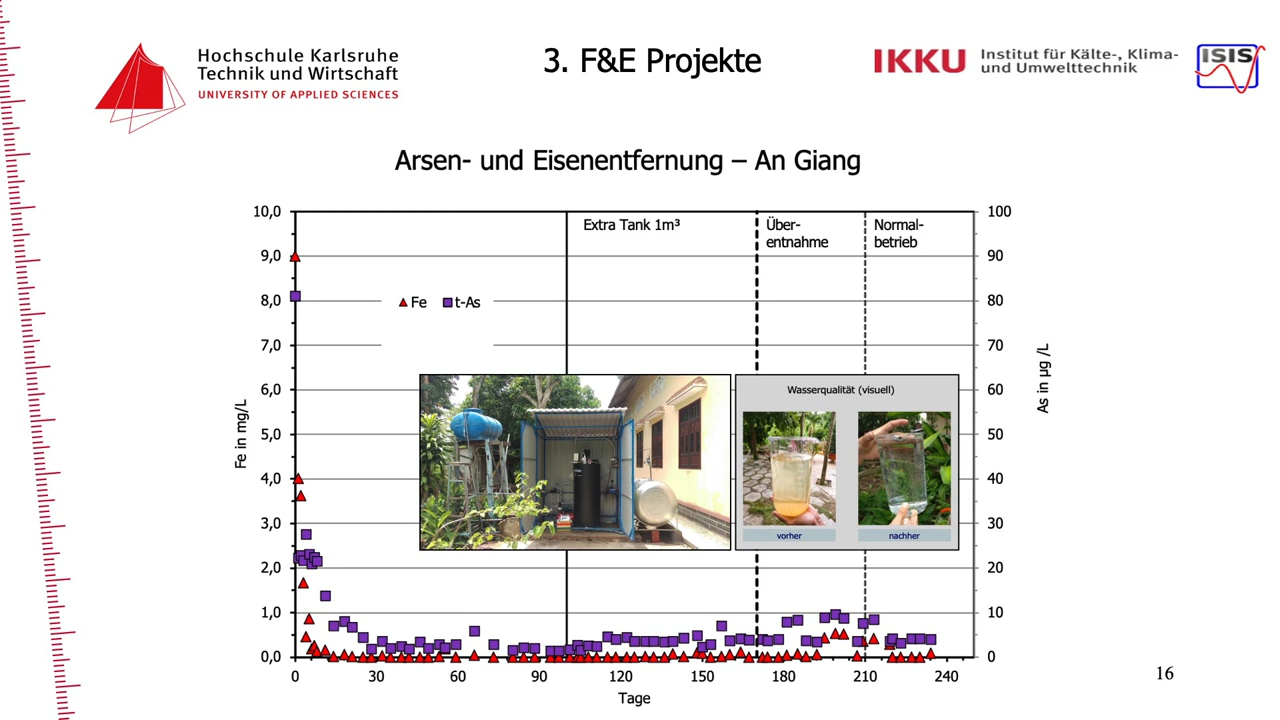 Hochschule Karlsruhe
Technik und Wirtschaft
UNIVERSITY OF APPLIED SCIENCES
3. F&E Projekte
IKKU
Institut für Kälte-, Klima-
und Umwelttechnik
ISIS
Arsen- und Eisenentfernung – An Giang
Extra Tank 1m³
Über-
entnahme
Normal-
betrieb
Fe
t-As
10,0
9,0
8,0
7,0
6,0
5,0
4,0
3,0
2,0
1,0
0,0
Fe in mg/L
100
90
80
70
60
50
40
30
20
10
0
As in µg /L
Wasserqualität (visuell)
vorher
nachher
0 30 60 90 120 150 180 210 240
Tage
16